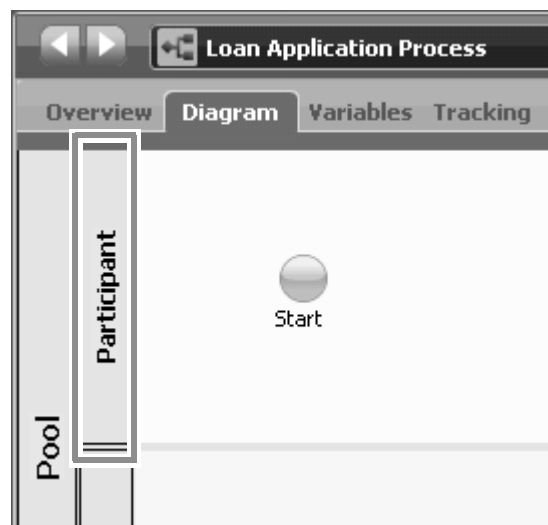 Loan Application Process
Overview Diagram Variables Tracking
Participant
Start
Pool